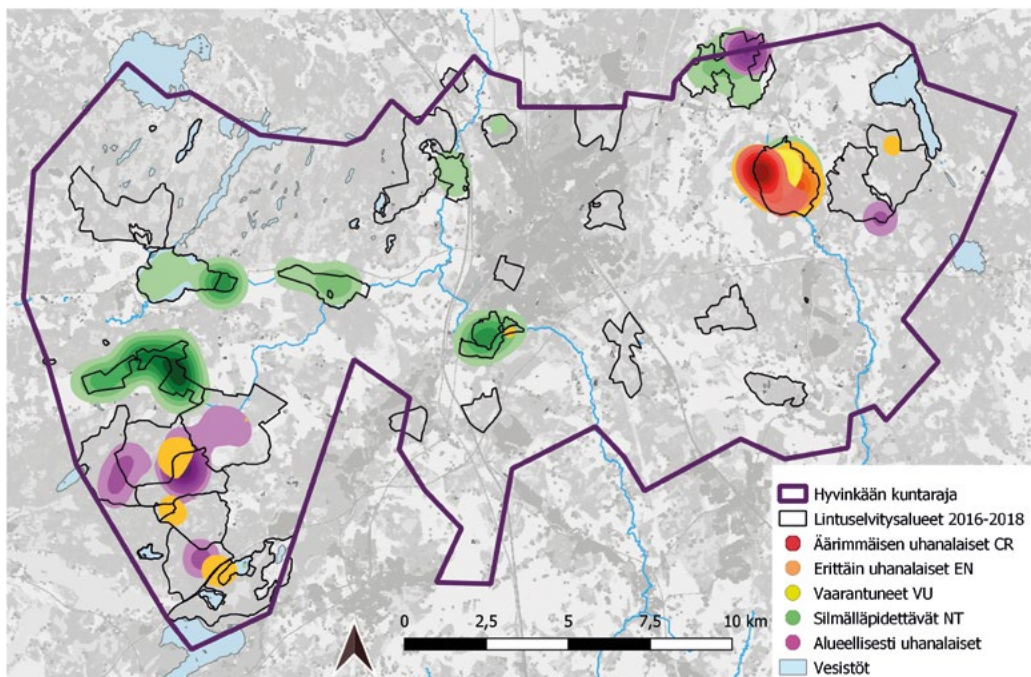 Hyvinkään kuntaraja
Lintuselvitysalueet 2016-2018
Äärimmäisen uhanalaiset CR
Erittäin uhanalaiset EN
Vaarantuneet VU
Silmälläpidettävät NT
Alueellisesti uhanalaiset
Vesistöt
0 2,5 5 7,5 10 km